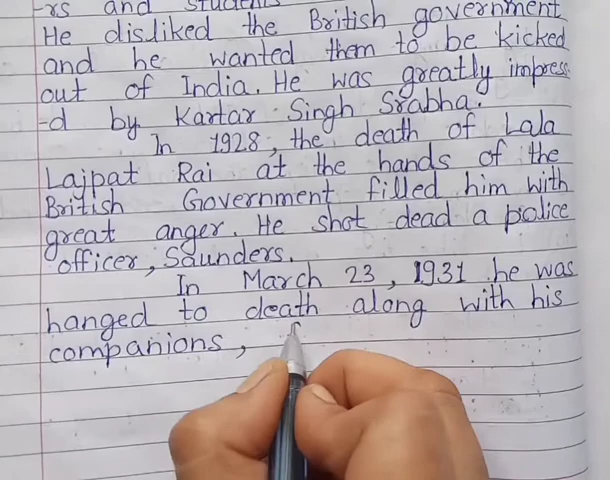 -rs and students
He disliked the British government
and he wanted them to be kicked
out of India. He was greatly impress
-d by Kartar Singh Srabha.
In 1928, the death of Lala
Lajpat Rai at the hands of the
British Government filled him with
great anger. He shot dead a police
officer, Saunders.
In March 23, 1931 he was
hanged to death along with his
companions,